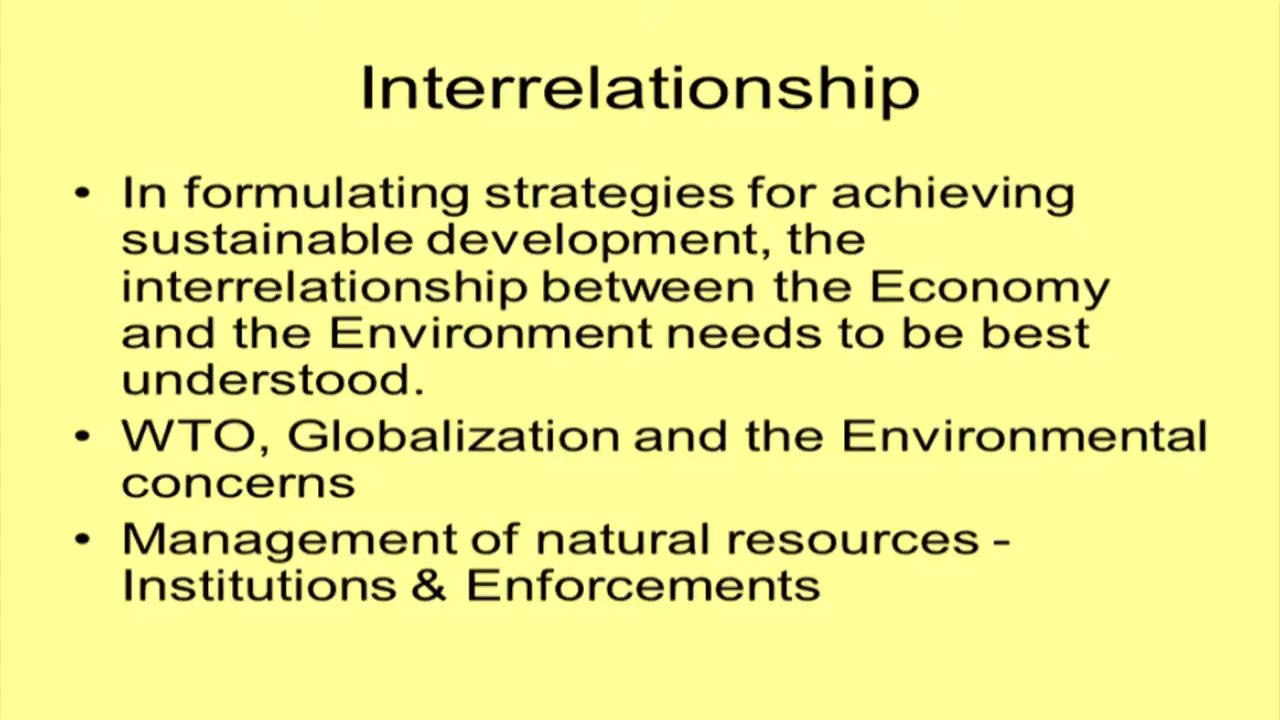 Interrelationship
• In formulating strategies for achieving
sustainable development, the
interrelationship between the Economy
and the Environment needs to be best
understood.
• WTO, Globalization and the Environmental
concerns
• Management of natural resources -
Institutions & Enforcements